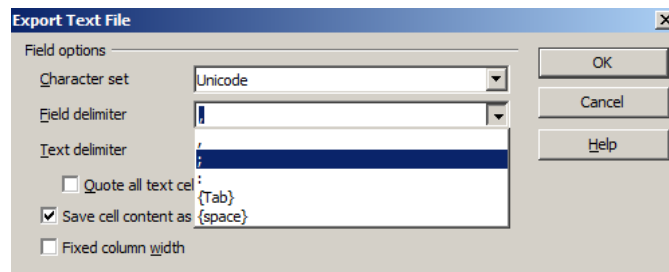 Export Text File
Field options
OK
Character set
Unicode
Cancel
Field delimiter
,
Help
Text delimiter
,
;
:
{Tab}
{space}
Quote all text cel
Save cell content as
Fixed column width